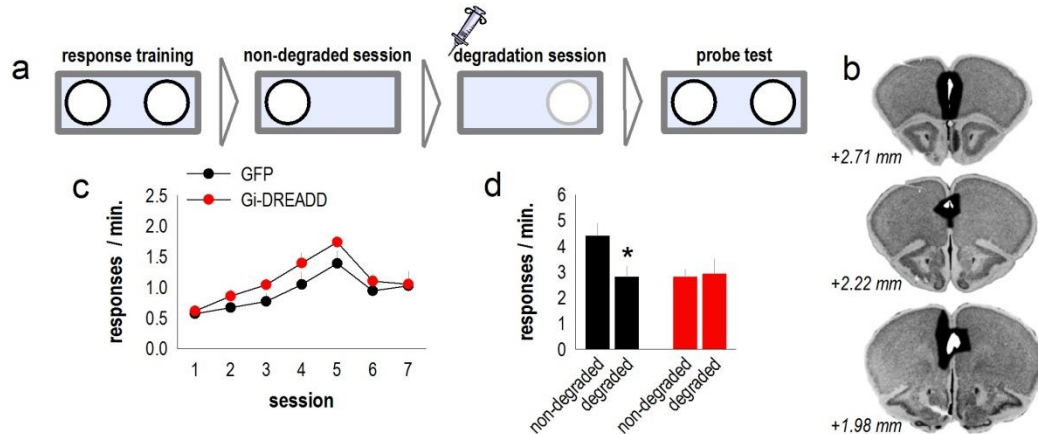 a
response training
non-degraded session
degradation session
probe test
b
+2.71 mm
+2.22 mm
+1.98 mm
c
GFP
Gi-DREADD
responses / min.
2.5
2.0
1.5
1.0
0.5
0.0
1 2 3 4 5 6 7
session
d
responses / min.
6
5
4
3
2
1
0
*
non-degraded
degraded
non-degraded
degraded